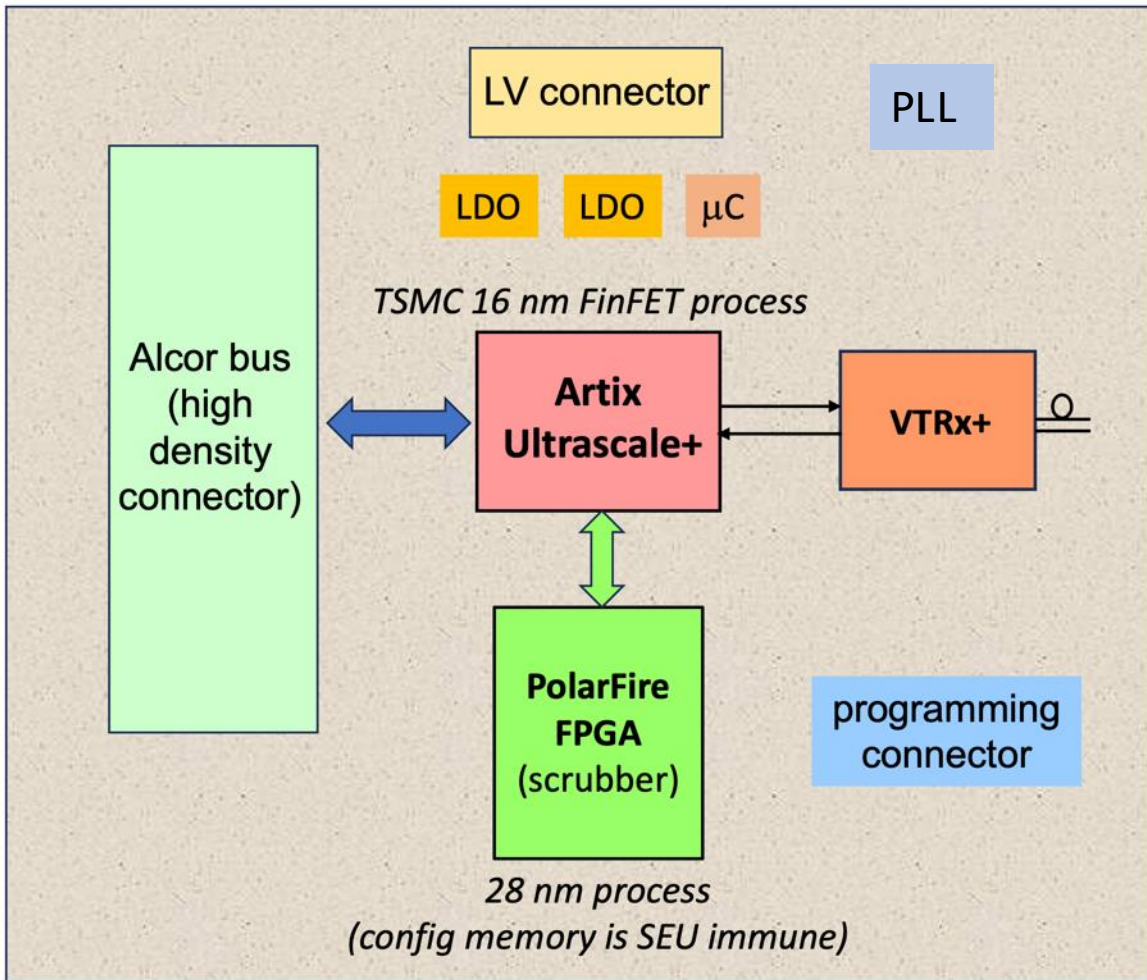 LV connector
PLL
LDO
LDO
μC
TSMC 16 nm FinFET process
Alcor bus
(high
density
connector)
Artix
Ultrascale+
VTRx+
PolarFire
FPGA
(scrubber)
programming
connector
28 nm process
(config memory is SEU immune)